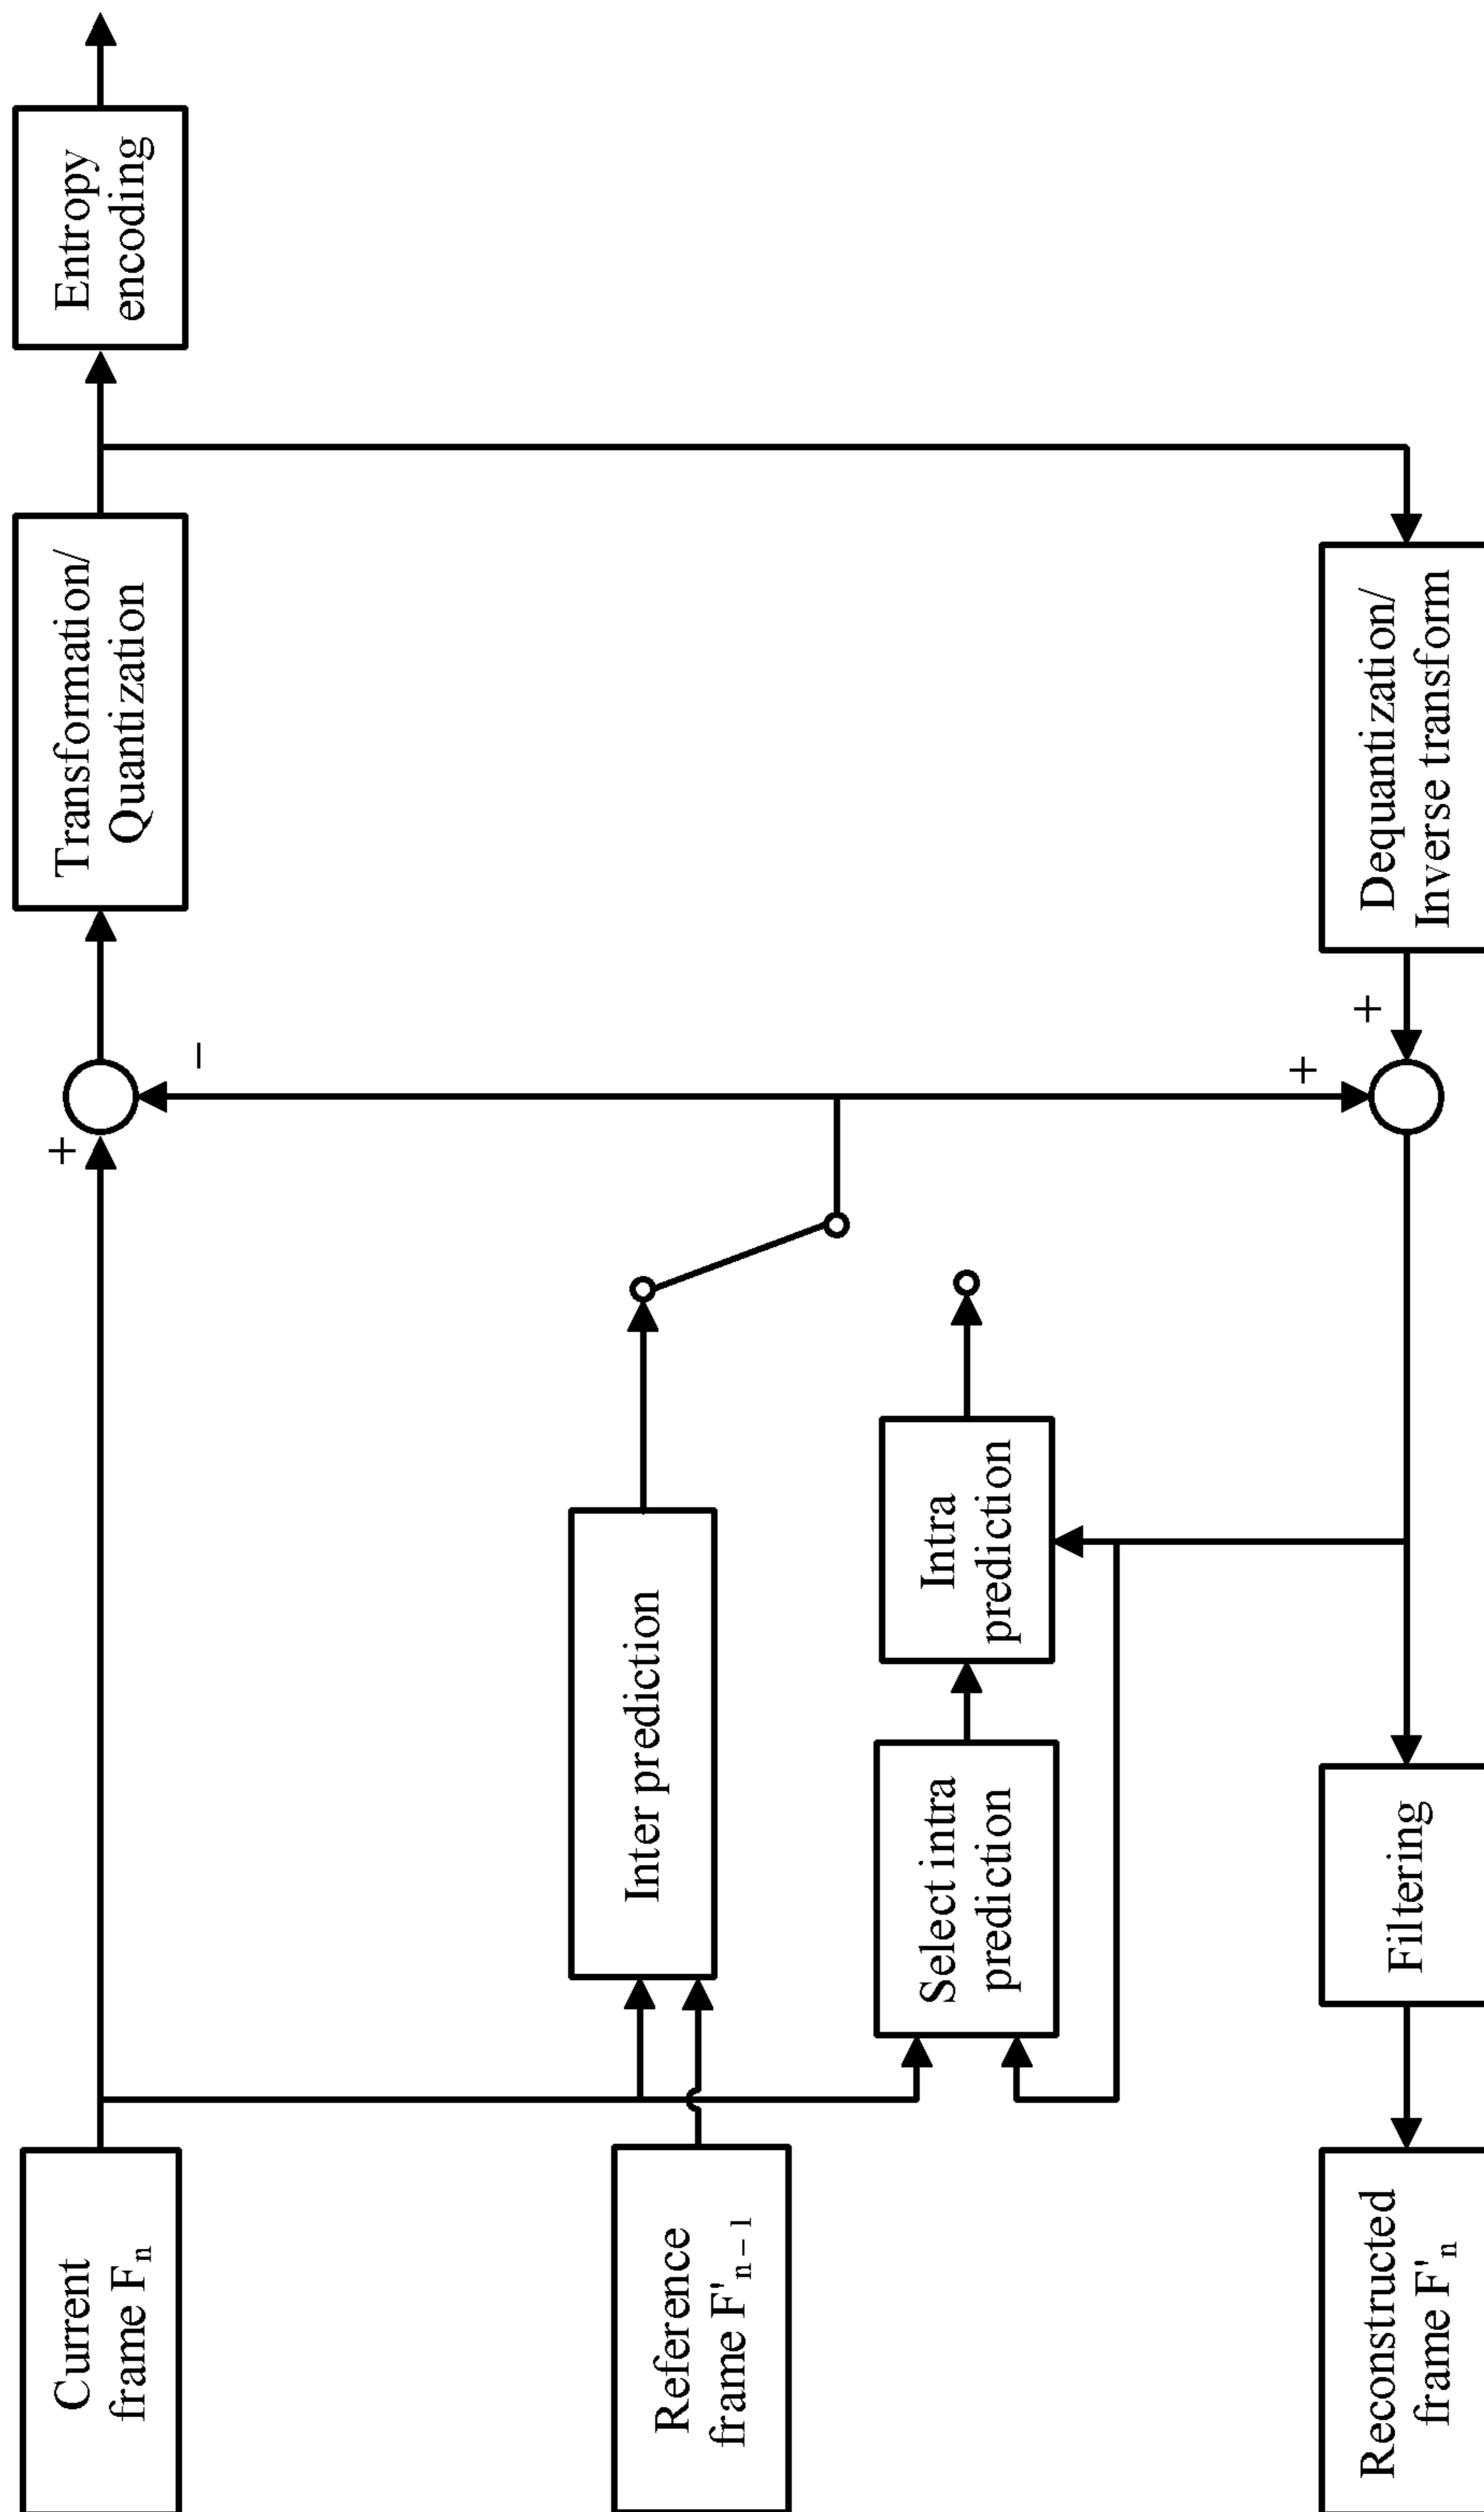 Current
frame Fn
+
−
Transformation/
Quantization
Entropy
encoding
Reference
frame F'n−1
Inter prediction
Select intra
prediction
Intra
prediction
+
+
Reconstructed
frame F'n
Filtering
Dequantization/
Inverse transform